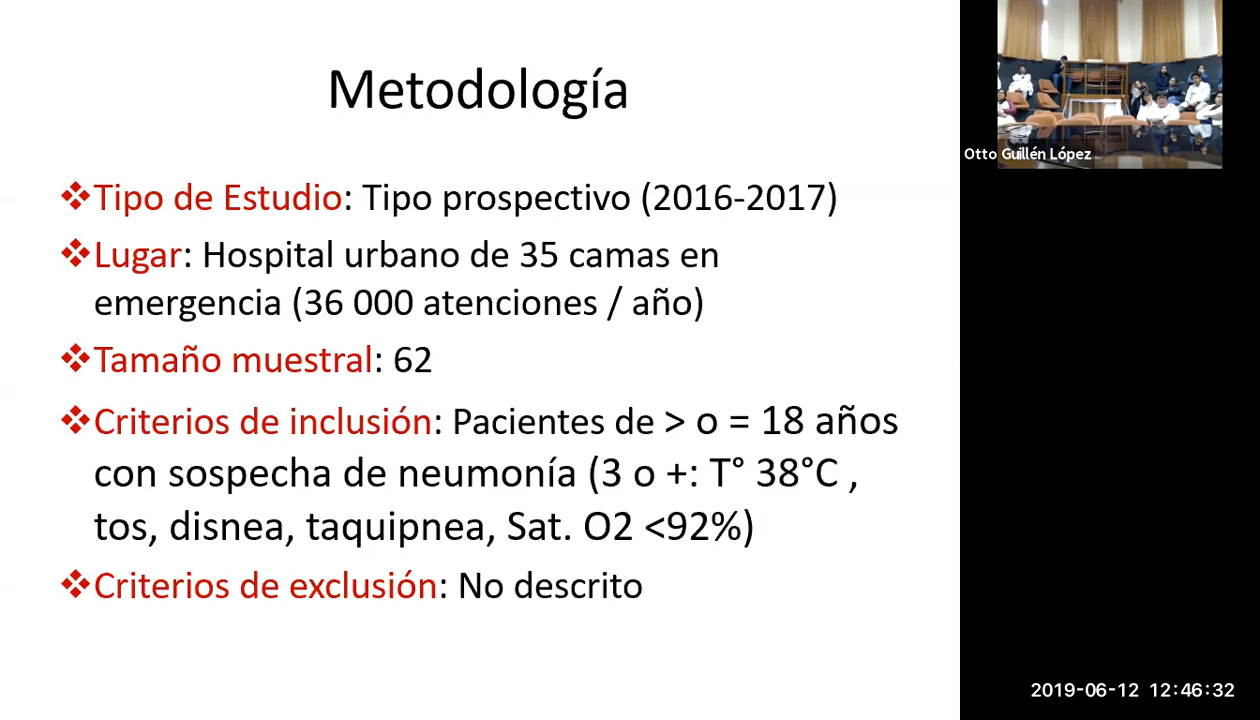 Metodología
❖Tipo de Estudio: Tipo prospectivo (2016-2017)
❖Lugar: Hospital urbano de 35 camas en
emergencia (36 000 atenciones / año)
❖Tamaño muestral: 62
❖Criterios de inclusión: Pacientes de > o = 18 años
con sospecha de neumonía (3 o +: T° 38°C ,
tos, disnea, taquipnea, Sat. O2 <92%)
❖Criterios de exclusión: No descrito
Otto Guillén López
2019-06-12 12:46:32